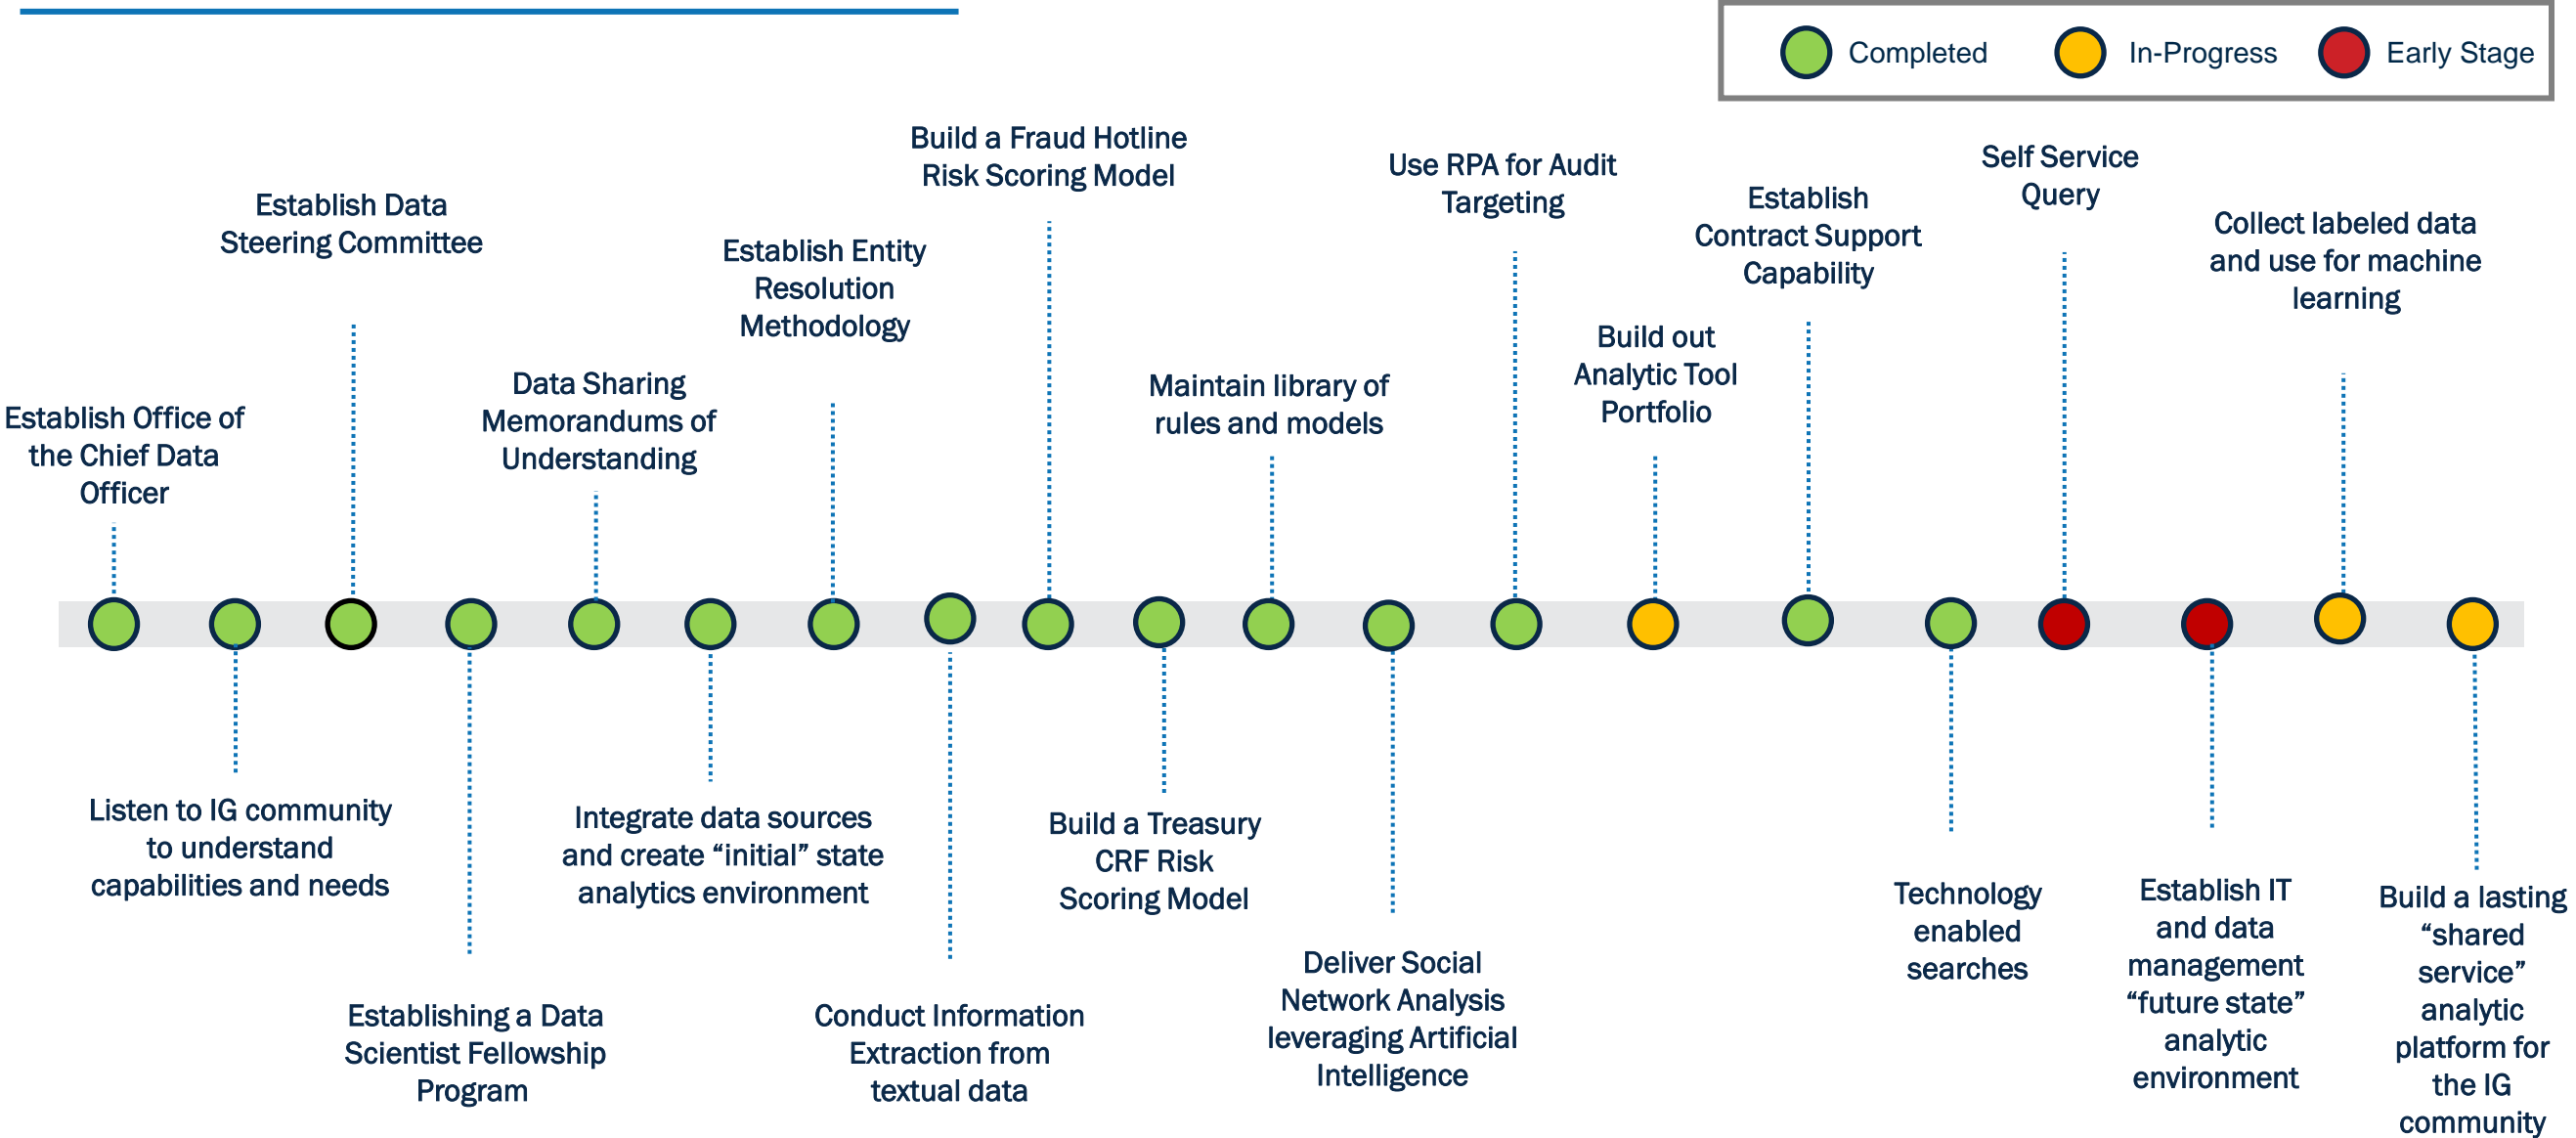 Completed
In-Progress
Early Stage
Establish Office of
the Chief Data
Officer
Listen to IG community
to understand
capabilities and needs
Establish Data
Steering Committee
Establishing a Data
Scientist Fellowship
Program
Data Sharing
Memorandums of
Understanding
Integrate data sources
and create “initial” state
analytics environment
Establish Entity
Resolution
Methodology
Conduct Information
Extraction from
textual data
Build a Fraud Hotline
Risk Scoring Model
Build a Treasury
CRF Risk
Scoring Model
Maintain library of
rules and models
Deliver Social
Network Analysis
leveraging Artificial
Intelligence
Use RPA for Audit
Targeting
Build out
Analytic Tool
Portfolio
Establish
Contract Support
Capability
Technology
enabled
searches
Self Service
Query
Establish IT
and data
management
“future state”
analytic
environment
Collect labeled data
and use for machine
learning
Build a lasting
“shared
service”
analytic
platform for
the IG
community